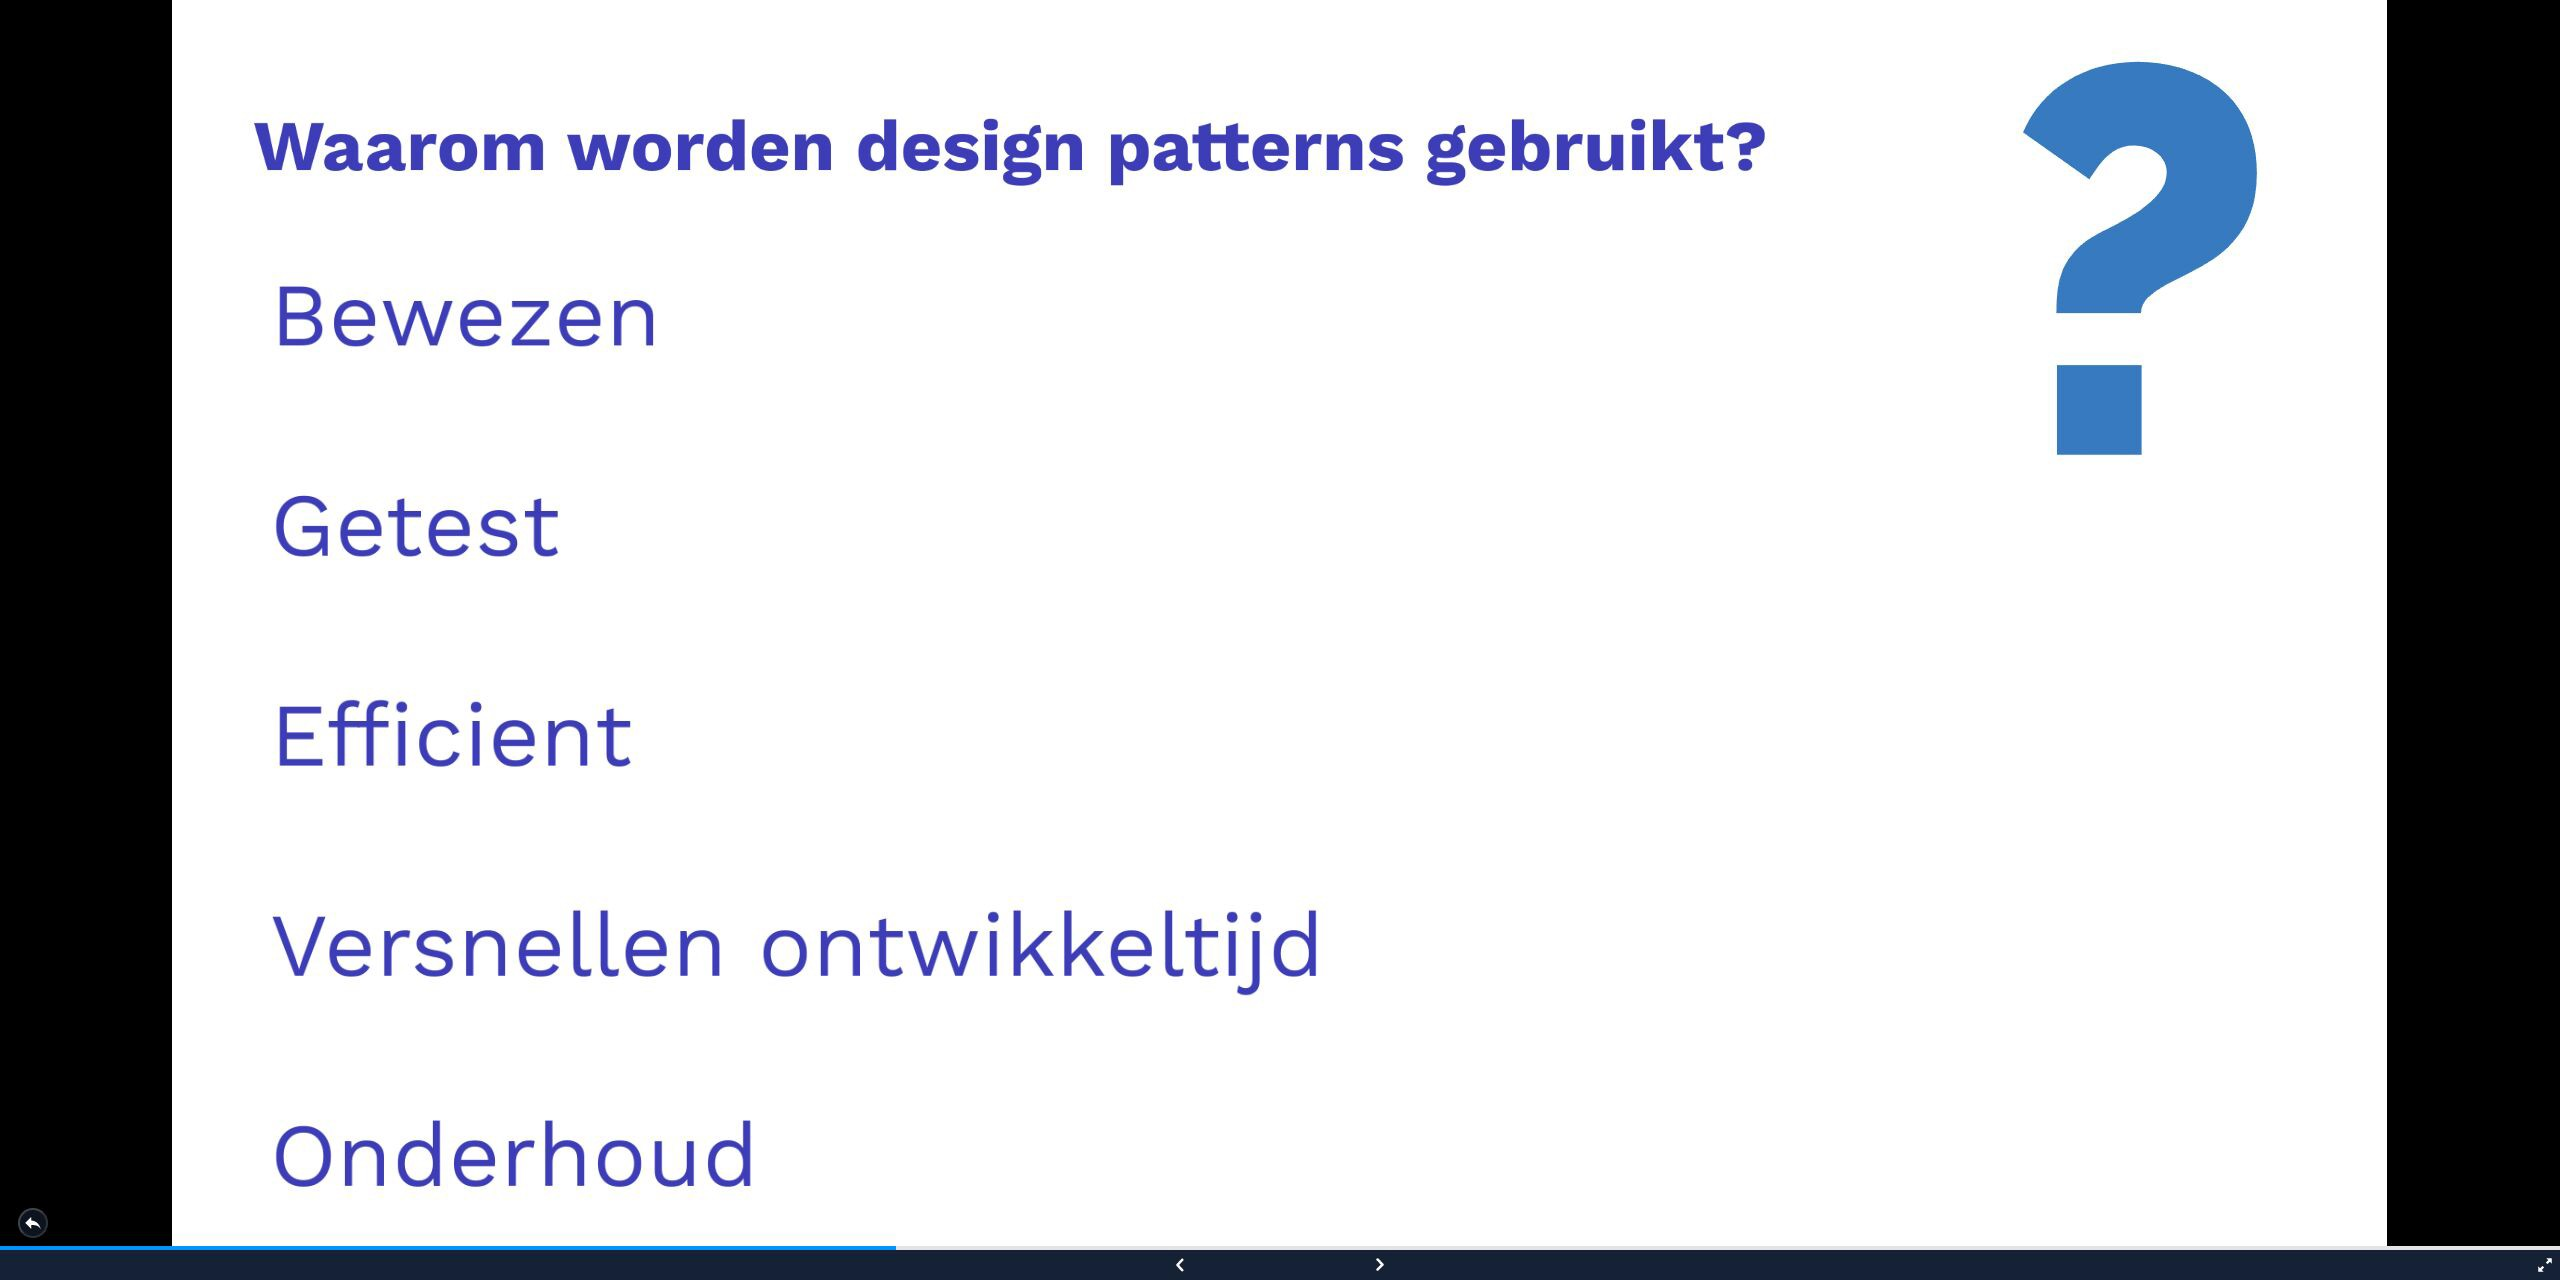 Waarom worden design patterns gebruikt?
Bewezen
Getest
Efficient
Versnellen ontwikkeltijd
Onderhoud
?